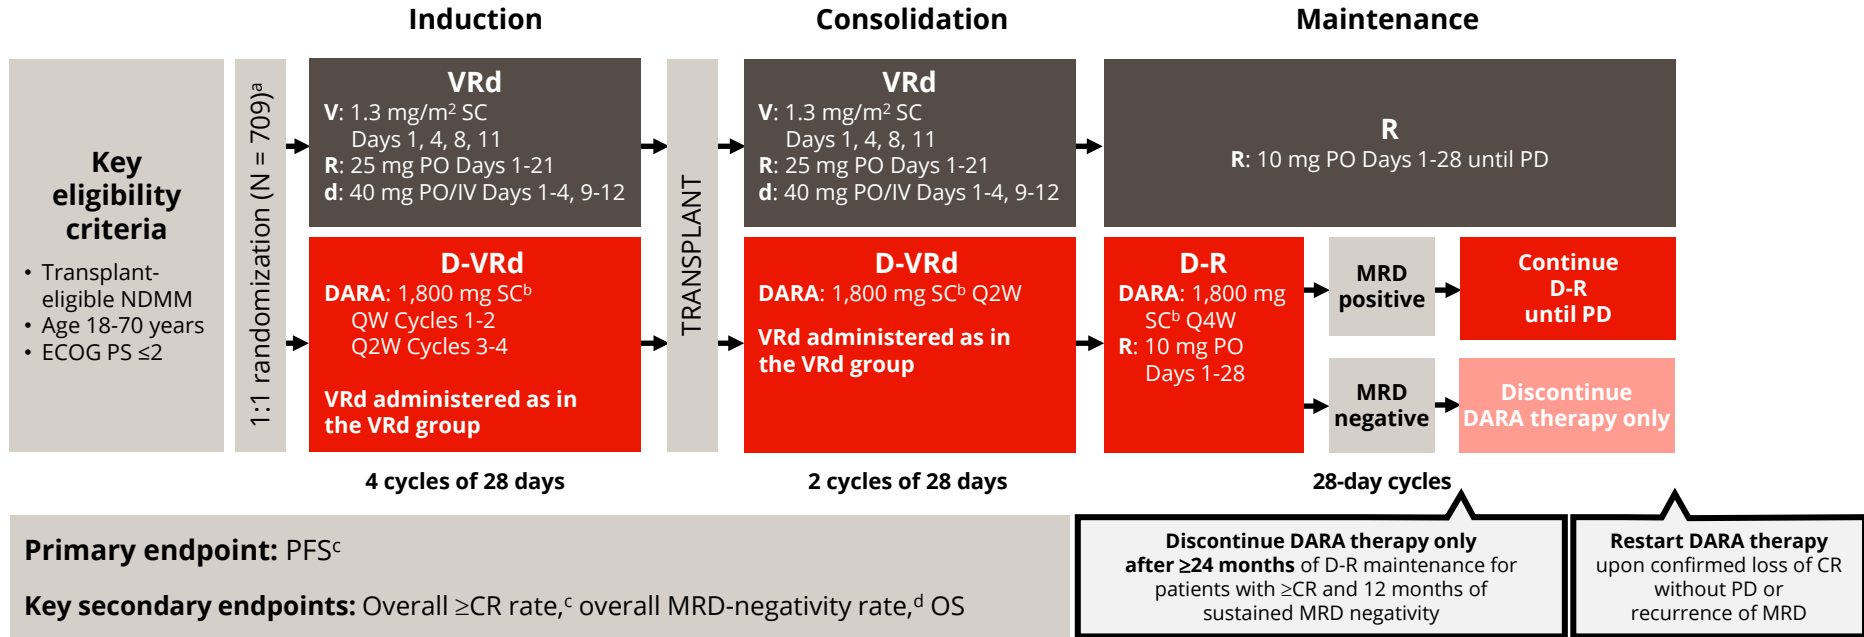 Induction
Consolidation
Maintenance
Key
eligibility
criteria
• Transplant-
eligible NDMM
• Age 18-70 years
• ECOG PS ≤2
1:1 randomization (N = 709)ᵃ
VRd
V: 1.3 mg/m² SC
Days 1, 4, 8, 11
R: 25 mg PO Days 1-21
d: 40 mg PO/IV Days 1-4, 9-12
D-VRd
DARA: 1,800 mg SCᵇ
QW Cycles 1-2
Q2W Cycles 3-4
VRd administered as in
the VRd group
4 cycles of 28 days
TRANSPLANT
VRd
V: 1.3 mg/m² SC
Days 1, 4, 8, 11
R: 25 mg PO Days 1-21
d: 40 mg PO/IV Days 1-4, 9-12
D-VRd
DARA: 1,800 mg SCᵇ Q2W
VRd administered as in
the VRd group
2 cycles of 28 days
R
R: 10 mg PO Days 1-28 until PD
D-R
DARA: 1,800 mg
SCᵇ Q4W
R: 10 mg PO
Days 1-28
MRD
positive
Continue
D-R
until PD
MRD
negative
Discontinue
DARA therapy only
28-day cycles
Primary endpoint: PFSᶜ
Key secondary endpoints: Overall ≥CR rate,ᶜ overall MRD-negativity rate,ᵈ OS
Discontinue DARA therapy only
after ≥24 months of D-R maintenance for
patients with ≥CR and 12 months of
sustained MRD negativity
Restart DARA therapy
upon confirmed loss of CR
without PD or
recurrence of MRD